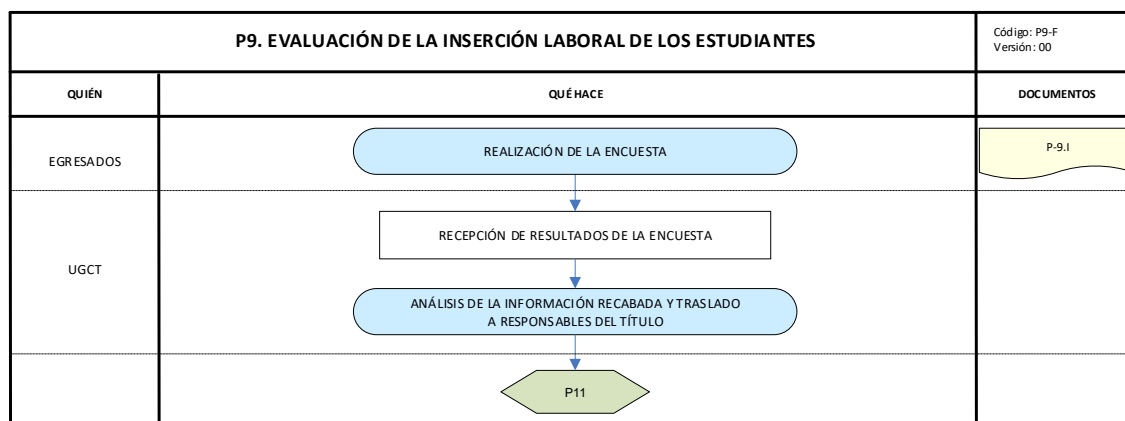 P9. EVALUACIÓN DE LA INSERCIÓN LABORAL DE LOS ESTUDIANTES
Código: P9-F
Versión: 00
QUIÉN
QUÉ HACE
DOCUMENTOS
EGRESADOS
REALIZACIÓN DE LA ENCUESTA
P-9.I
UGCT
RECEPCIÓN DE RESULTADOS DE LA ENCUESTA
ANÁLISIS DE LA INFORMACIÓN RECABADA Y TRASLADO
A RESPONSABLES DEL TÍTULO
P11